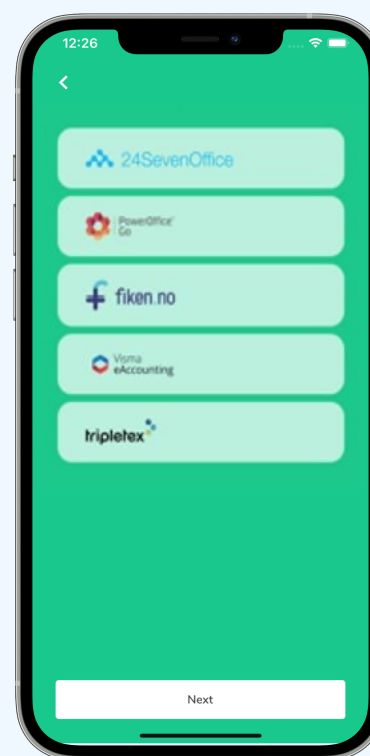 12:26
24SevenOffice
PowerOffice
Go
fiken.no
Visma
eAccounting
tripletex
Next